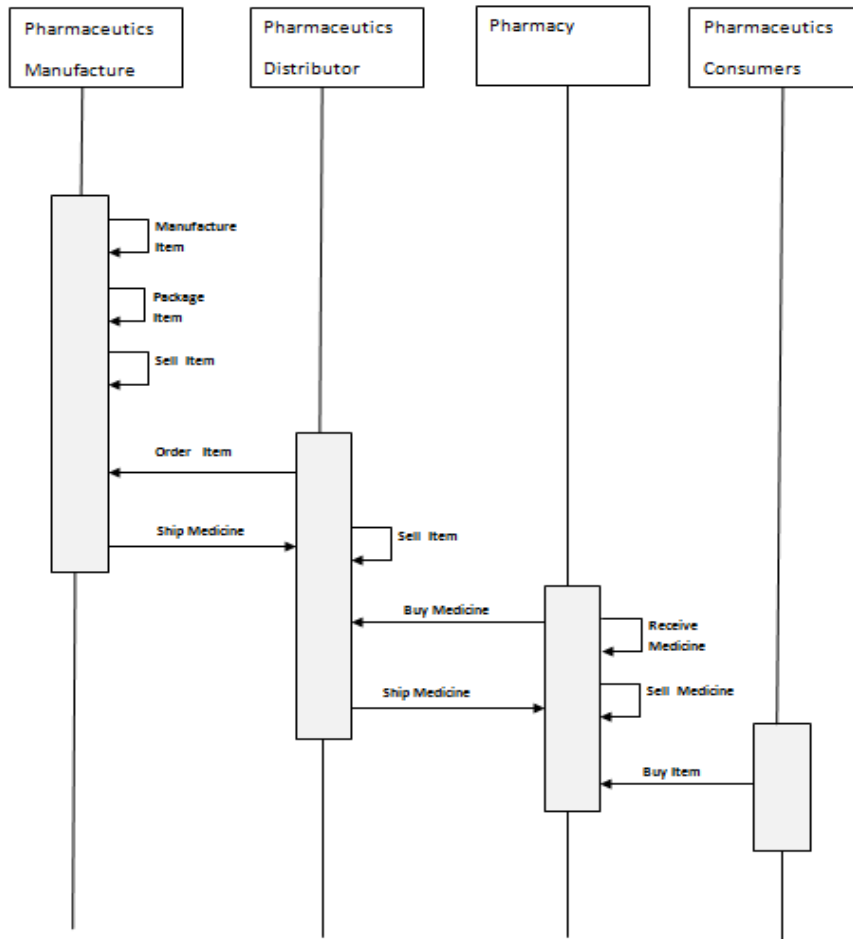 Pharmaceutics
Manufacture
Pharmaceutics
Distributor
Pharmacy
Pharmaceutics
Consumers
Manufacture
Item
Package
Item
Sell Item
Order Item
Ship Medicine
Sell Item
Buy Medicine
Receive
Medicine
Ship Medicine
Sell Medicine
Buy Item